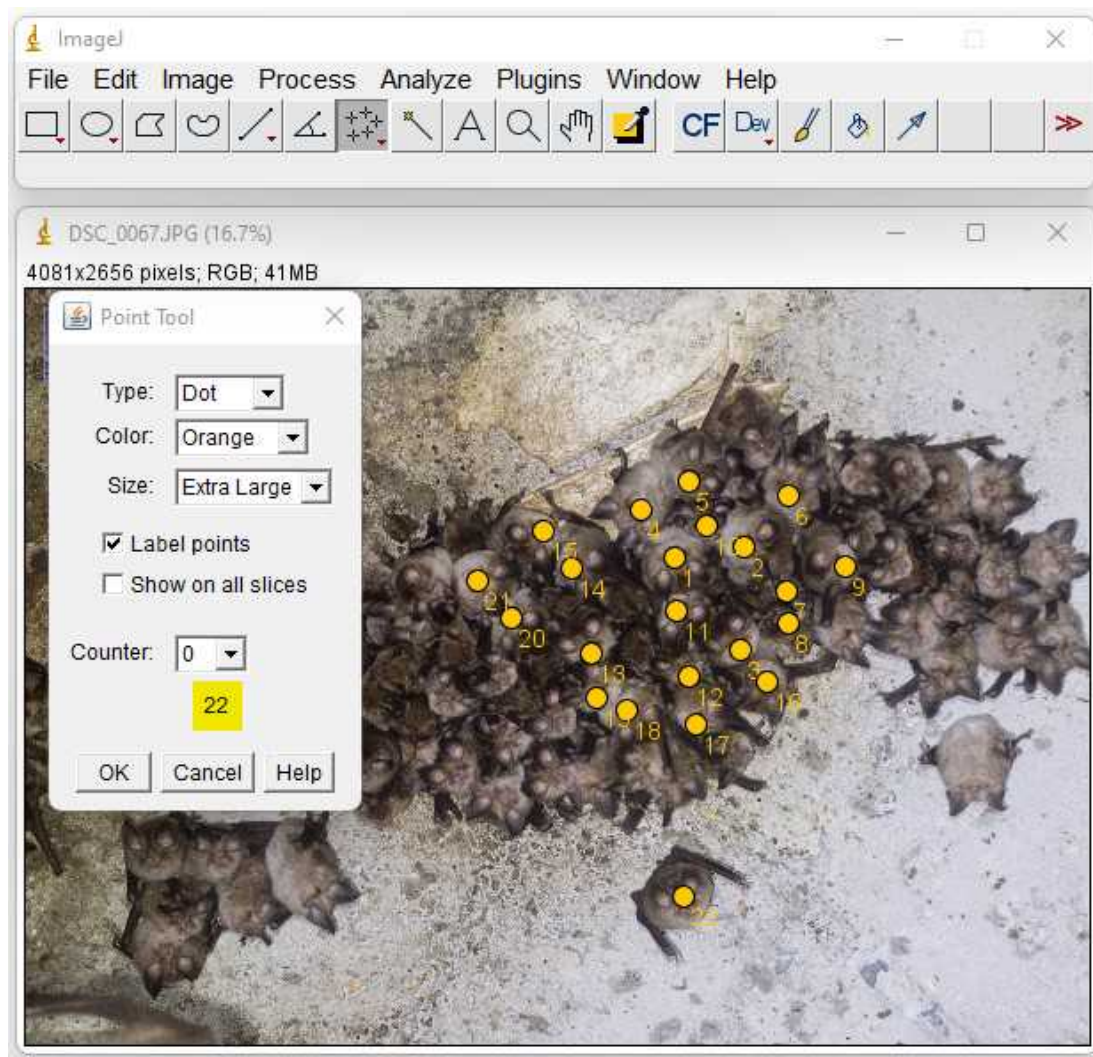 ImageJ
File Edit Image Process Analyze Plugins Window Help
A CF Dev >>
DSC_0067.JPG (16.7%)
4081x2656 pixels; RGB; 41MB
Point Tool
Type: Dot
Color: Orange
Size: Extra Large
Label points
Show on all slices
Counter: 0
22
OK Cancel Help
5
6
4
15
10
2
1
14
9
21
7
20
11
8
13
3
12
16
19
18
17
22